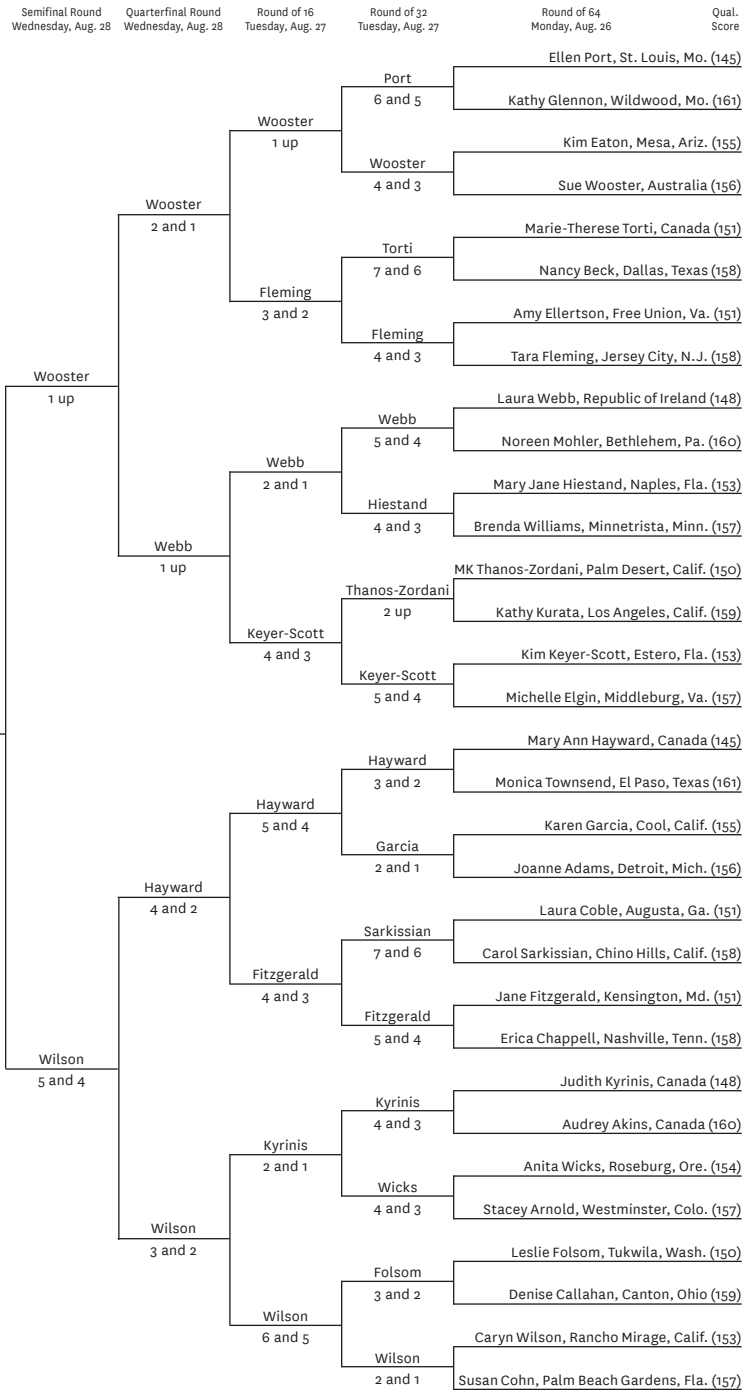 Semifinal Round Quarterfinal Round Round of 16 Round of 32 Round of 64 Qual.
Wednesday, Aug. 28 Wednesday, Aug. 28 Tuesday, Aug. 27 Tuesday, Aug. 27 Monday, Aug. 26 Score
Ellen Port, St. Louis, Mo. (145)
Port
6 and 5
Kathy Glennon, Wildwood, Mo. (161)
Wooster
1 up
Kim Eaton, Mesa, Ariz. (155)
Wooster
4 and 3
Sue Wooster, Australia (156)
Wooster
2 and 1
Marie-Therese Torti, Canada (151)
Torti
7 and 6
Nancy Beck, Dallas, Texas (158)
Fleming
3 and 2
Amy Ellertson, Free Union, Va. (151)
Fleming
4 and 3
Tara Fleming, Jersey City, N.J. (158)
Wooster
1 up
Laura Webb, Republic of Ireland (148)
Webb
5 and 4
Noreen Mohler, Bethlehem, Pa. (160)
Webb
2 and 1
Mary Jane Hiestand, Naples, Fla. (153)
Hiestand
4 and 3
Brenda Williams, Minnetrista, Minn. (157)
Webb
1 up
MK Thanos-Zordani, Palm Desert, Calif. (150)
Thanos-Zordani
2 up
Kathy Kurata, Los Angeles, Calif. (159)
Keyer-Scott
4 and 3
Kim Keyer-Scott, Estero, Fla. (153)
Keyer-Scott
5 and 4
Michelle Elgin, Middleburg, Va. (157)
Mary Ann Hayward, Canada (145)
Hayward
3 and 2
Monica Townsend, El Paso, Texas (161)
Hayward
5 and 4
Karen Garcia, Cool, Calif. (155)
Garcia
2 and 1
Joanne Adams, Detroit, Mich. (156)
Hayward
4 and 2
Laura Coble, Augusta, Ga. (151)
Sarkissian
7 and 6
Carol Sarkissian, Chino Hills, Calif. (158)
Fitzgerald
4 and 3
Jane Fitzgerald, Kensington, Md. (151)
Fitzgerald
5 and 4
Erica Chappell, Nashville, Tenn. (158)
Wilson
5 and 4
Judith Kyrinis, Canada (148)
Kyrinis
4 and 3
Audrey Akins, Canada (160)
Kyrinis
2 and 1
Anita Wicks, Roseburg, Ore. (154)
Wicks
4 and 3
Stacey Arnold, Westminster, Colo. (157)
Wilson
3 and 2
Leslie Folsom, Tukwila, Wash. (150)
Folsom
3 and 2
Denise Callahan, Canton, Ohio (159)
Wilson
6 and 5
Caryn Wilson, Rancho Mirage, Calif. (153)
Wilson
2 and 1
Susan Cohn, Palm Beach Gardens, Fla. (157)